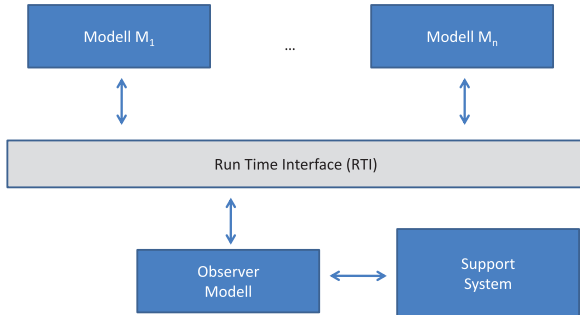 Modell M₁
...
Modell Mₙ
Run Time Interface (RTI)
Observer
Modell
Support
System